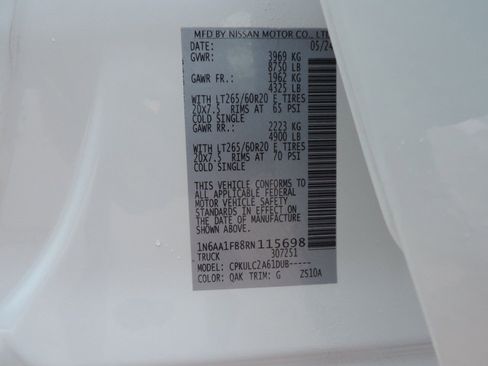 MFD BY NISSAN MOTOR CO., LTD
DATE: 05/24
GVWR: 3969 KG
8750 LB
GAWR FR: 1962 KG
4325 LB
WITH LT265/60R20 E TIRES
20X7.5 RIMS AT 65 PSI
COLD SINGLE
GAWR RR.: 2223 KG
4900 LB
WITH LT265/60R20 E TIRES
20X7.5 RIMS AT 70 PSI
COLD SINGLE
THIS VEHICLE CONFORMS TO
ALL APPLICABLE FEDERAL
MOTOR VEHICLE SAFETY
STANDARDS IN EFFECT ON
THE DATE OF MANUFACTURE
SHOWN ABOVE.
1N6AA1FB8RN115698
TRUCK 307251
MODEL: CPKULC2A61DUB-----
COLOR: QAK TRIM: G ZS10A